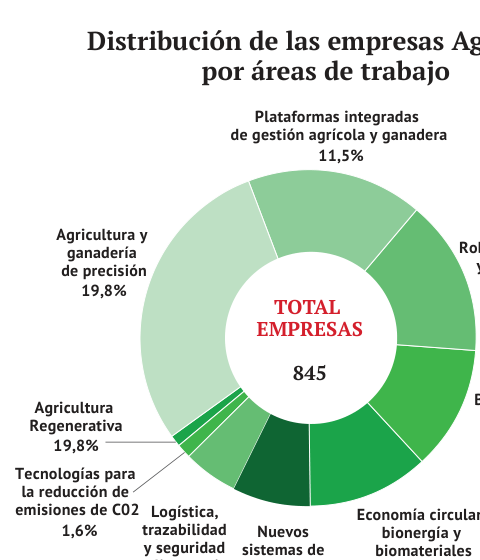 Distribución de las empresas Ag
por áreas de trabajo
Plataformas integradas
de gestión agrícola y ganadera
11,5%
Agricultura y
ganadería
de precisión
19,8%
Rob
y
TOTAL
EMPRESAS
845
E
Agricultura
Regenerativa
19,8%
Tecnologías para
la reducción de
emisiones de C02
1,6%
Logística,
trazabilidad
y seguridad
Nuevos
sistemas de
Economía circular
bionergía y
biomateriales